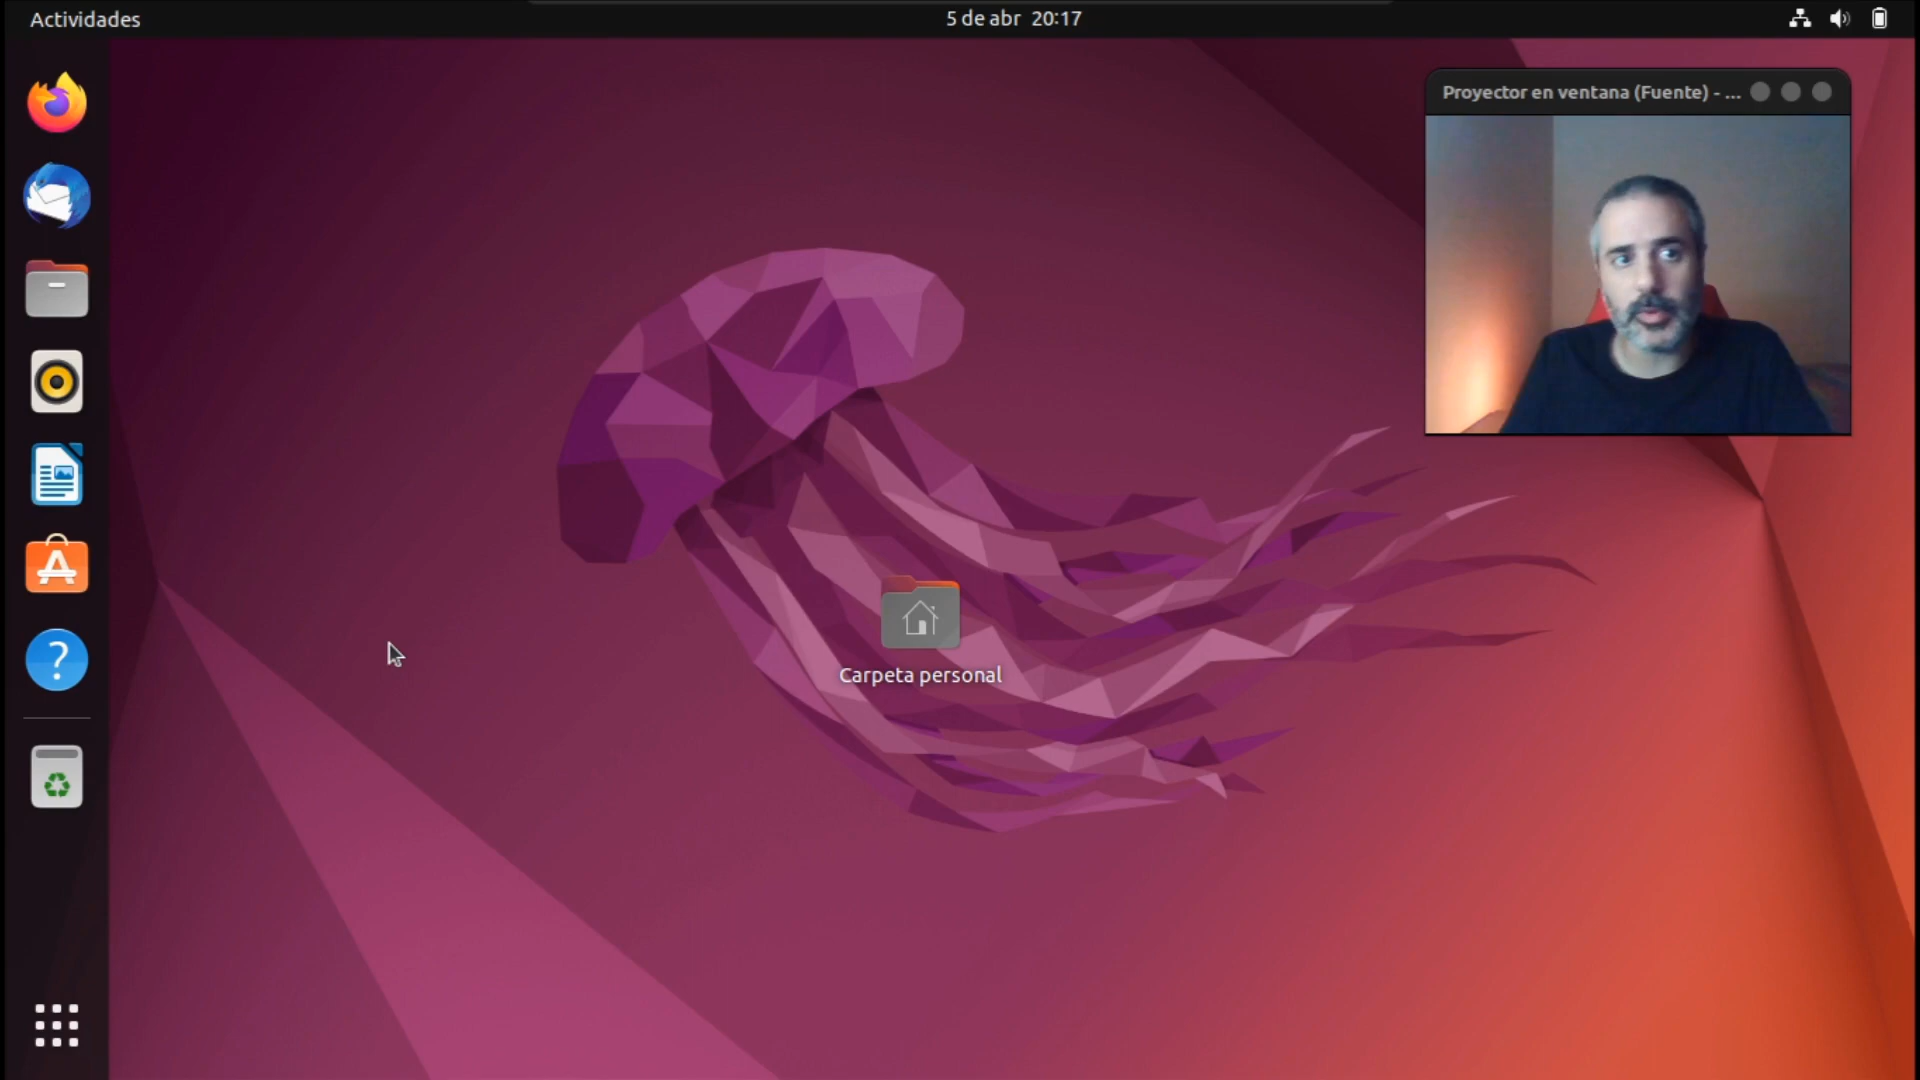 Actividades
5 de abr 20:17
Proyector en ventana (Fuente) - ...
Carpeta personal